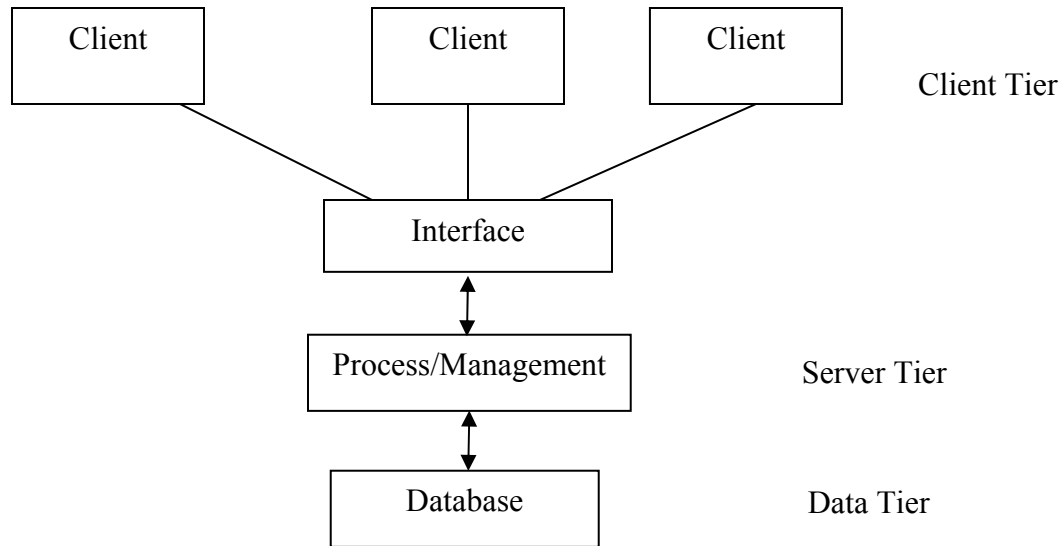 Client
Client
Client
Client Tier
Interface
Process/Management
Server Tier
Database
Data Tier